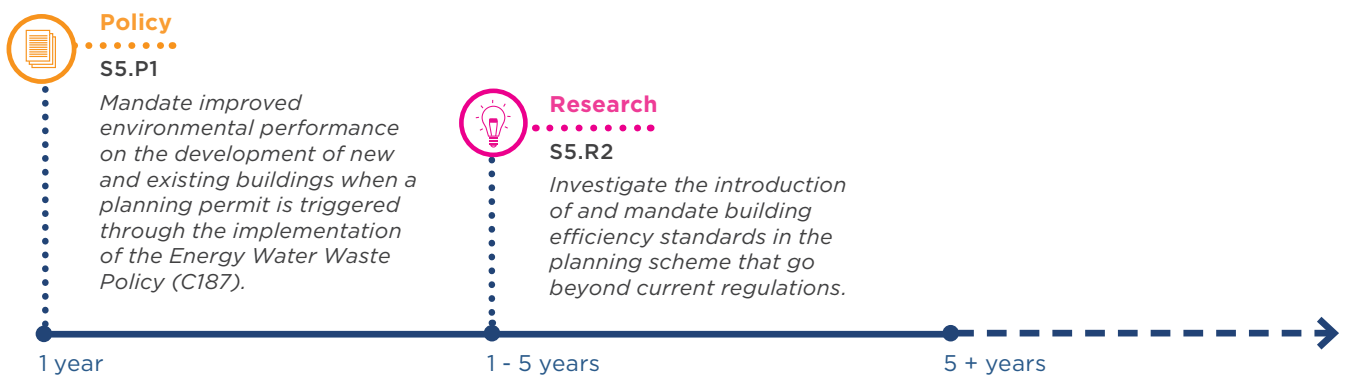 Policy
S5.P1
Mandate improved
environmental performance
on the development of new
and existing buildings when a
planning permit is triggered
through the implementation
of the Energy Water Waste
Policy (C187).
Research
S5.R2
Investigate the introduction
of and mandate building
efficiency standards in the
planning scheme that go
beyond current regulations.
1 year
1 - 5 years
5 + years